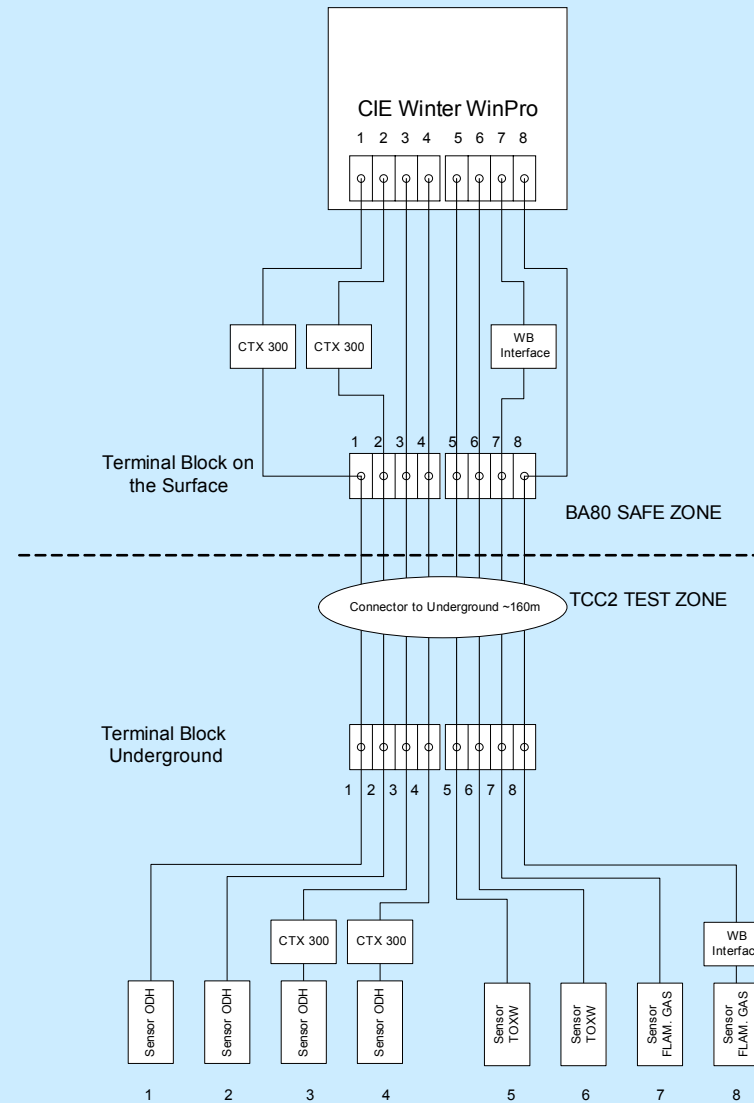 CIE Winter WinPro
1 2 3 4 5 6 7 8
CTX 300
CTX 300
WB
Interface
1 2 3 4 5 6 7 8
Terminal Block on
the Surface
BA80 SAFE ZONE
Connector to Underground ~160m
TCC2 TEST ZONE
Terminal Block
Underground
1 2 3 4 5 6 7 8
CTX 300
CTX 300
WB
Interfac
Sensor ODH
Sensor ODH
Sensor ODH
Sensor ODH
Sensor
TOXW
Sensor
TOXW
Sensor
FLAM. GAS
Sensor
FLAM. GAS
1 2 3 4 5 6 7 8